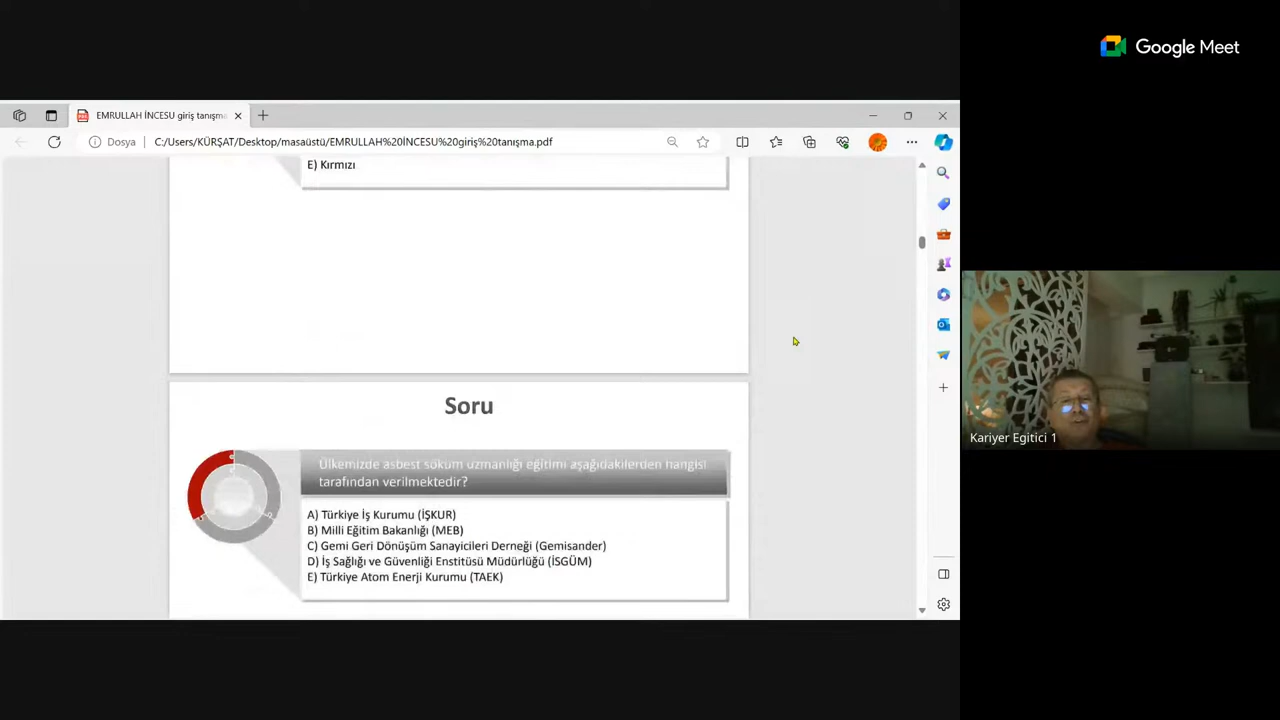 Google Meet
EMRULLAH İNCESU giriş tanışma
Dosya
C:/Users/KÜRŞAT/Desktop/masaüstü/EMRULLAH%20İNCESU%20giriş%20tanışma.pdf
E) Kırmızı
Soru
Ülkemizde asbest söküm uzmanlığı eğitimi aşağıdakilerden hangisi
tarafından verilmektedir?
A) Türkiye İş Kurumu (İŞKUR)
B) Milli Eğitim Bakanlığı (MEB)
C) Gemi Geri Dönüşüm Sanayicileri Derneği (Gemisander)
D) İş Sağlığı ve Güvenliği Enstitüsü Müdürlüğü (İSGÜM)
E) Türkiye Atom Enerji Kurumu (TAEK)
Kariyer Egitici 1